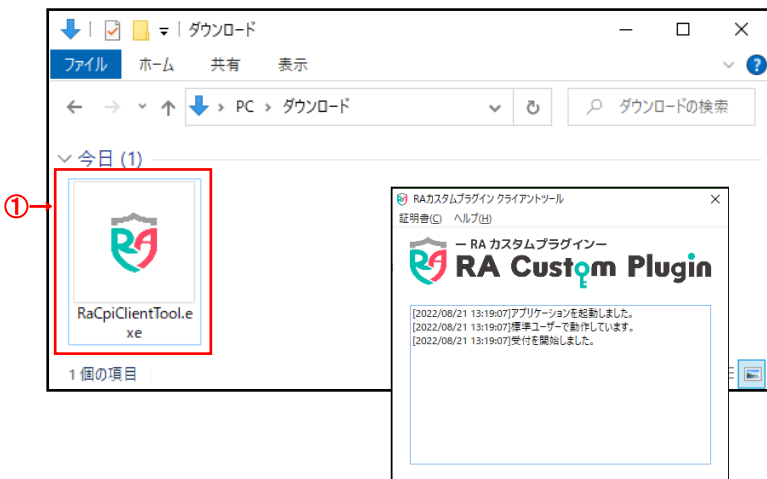 ダウンロード
ファイル ホーム 共有 表示
PC › ダウンロード ダウンロードの検索
今日 (1)
①
RaCpiClientTool.e
xe
1 個の項目
RAカスタムプラグイン クライアントツール
証明書(C) ヘルプ(H)
RA
ー RA カスタムプラグインー
RA Custom Plugin
[2022/08/21 13:19:07]アプリケーションを起動しました。
[2022/08/21 13:19:07]標準ユーザーで動作しています。
[2022/08/21 13:19:07]受付を開始しました。